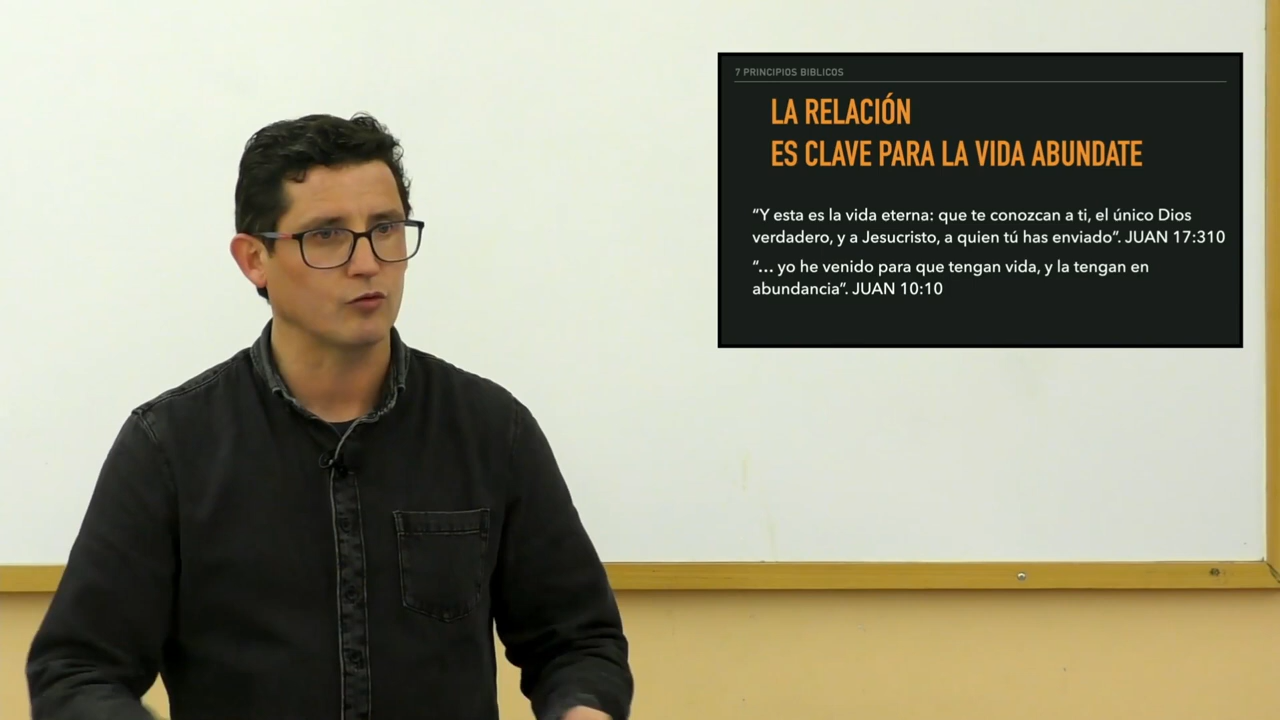 7 PRINCIPIOS BIBLICOS
LA RELACIÓN
ES CLAVE PARA LA VIDA ABUNDATE
“Y esta es la vida eterna: que te conozcan a ti, el único Dios
verdadero, y a Jesucristo, a quien tú has enviado”. JUAN 17:310
“... yo he venido para que tengan vida, y la tengan en
abundancia”. JUAN 10:10